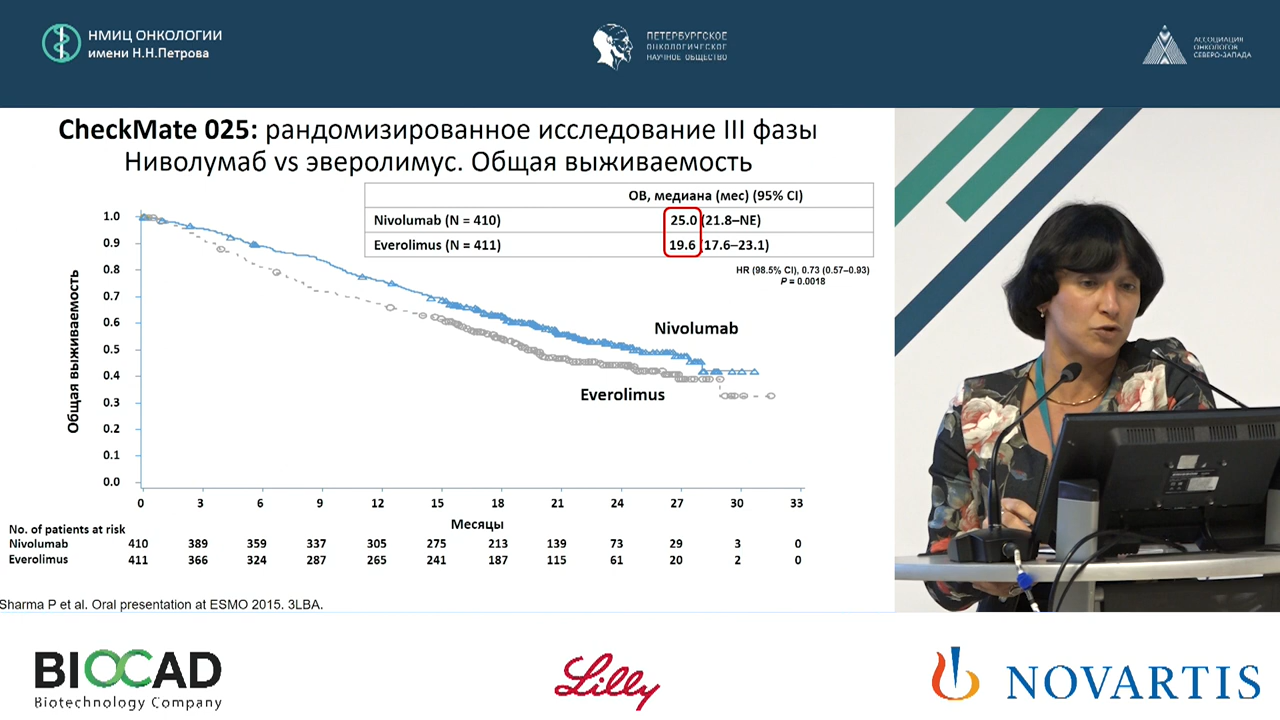 НМИЦ ОНКОЛОГИИ
имени Н.Н.Петрова
ПЕТЕРБУРГСКОЕ
ОНКОЛОГИЧЕСКОЕ
НАУЧНОЕ ОБЩЕСТВО
АССОЦИАЦИЯ
ОНКОЛОГОВ
СЕВЕРО-ЗАПАДА
CheckMate 025: рандомизированное исследование III фазы
Ниволумаб vs эверолимус. Общая выживаемость
ОВ, медиана (мес) (95% CI)
Nivolumab (N = 410) 25.0 (21.8–NE)
Everolimus (N = 411) 19.6 (17.6–23.1)
HR (98.5% CI), 0.73 (0.57–0.93)
P = 0.0018
Общая выживаемость
1.0
0.9
0.8
0.7
0.6
0.5
0.4
0.3
0.2
0.1
0.0
Nivolumab
Everolimus
0 3 6 9 12 15 18 21 24 27 30 33
Месяцы
No. of patients at risk
Nivolumab 410 389 359 337 305 275 213 139 73 29 3 0
Everolimus 411 366 324 287 265 241 187 115 61 20 2 0
Sharma P et al. Oral presentation at ESMO 2015. 3LBA.
BIOCAD
Biotechnology Company
Lilly
NOVARTIS